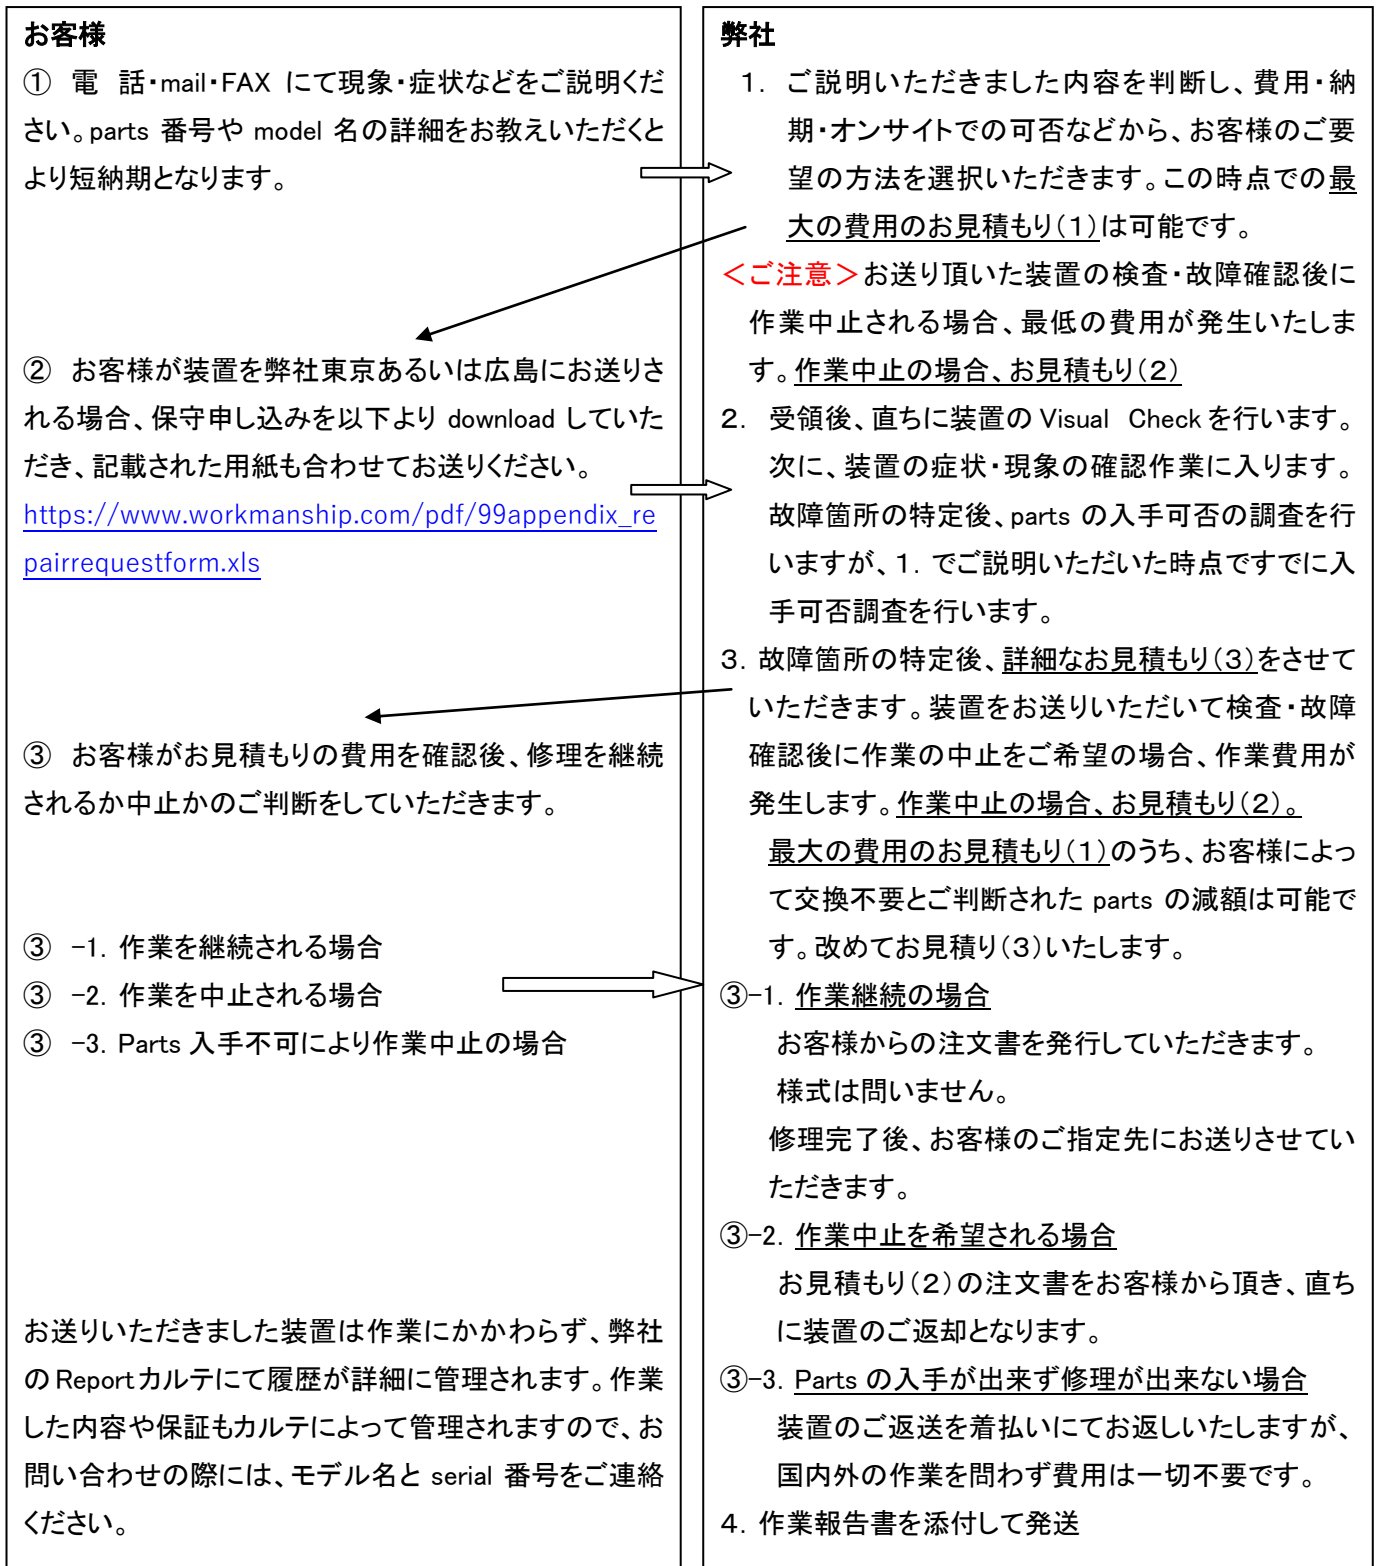 お客様
① 電 話・mail・FAX にて現象・症状などをご説明くだ
さい。parts 番号や model 名の詳細をお教えいただくと
より短納期となります。
② お客様が装置を弊社東京あるいは広島にお送りさ
れる場合、保守申し込みを以下より download していた
だき、記載された用紙も合わせてお送りください。
https://www.workmanship.com/pdf/99appendix_re
pairrequestform.xls
③ お客様がお見積もりの費用を確認後、修理を継続
されるか中止かのご判断をしていただきます。
③ -1. 作業を継続される場合
③ -2. 作業を中止される場合
③ -3. Parts 入手不可により作業中止の場合
お送りいただきました装置は作業にかかわらず、弊社
の Report カルテにて履歴が詳細に管理されます。作業
した内容や保証もカルテによって管理されますので、お
問い合わせの際には、モデル名と serial 番号をご連絡
ください。
弊社
1. ご説明いただきました内容を判断し、費用・納
期・オンサイトでの可否などから、お客様のご要
望の方法を選択いただきます。この時点での最
大の費用のお見積もり（１）は可能です。
＜ご注意＞お送り頂いた装置の検査・故障確認後に
作業中止される場合、最低の費用が発生いたしま
す。作業中止の場合、お見積もり（２）
２． 受領後、直ちに装置の Visual Check を行います。
次に、装置の症状・現象の確認作業に入ります。
故障箇所の特定後、parts の入手可否の調査を行
いますが、１．でご説明いただいた時点ですでに入
手可否調査を行います。
３．故障箇所の特定後、詳細なお見積もり（３）をさせて
いただきます。装置をお送りいただいて検査・故障
確認後に作業の中止をご希望の場合、作業費用が
発生します。作業中止の場合、お見積もり（２）。
最大の費用のお見積もり（１）のうち、お客様によっ
て交換不要とご判断された parts の減額は可能で
す。改めてお見積り（３）いたします。
③-1. 作業継続の場合
お客様からの注文書を発行していただきます。
様式は問いません。
修理完了後、お客様のご指定先にお送りさせてい
ただきます。
③-2. 作業中止を希望される場合
お見積もり（２）の注文書をお客様から頂き、直ち
に装置のご返却となります。
③-3. Parts の入手が出来ず修理が出来ない場合
装置のご返送を着払いにてお返しいたしますが、
国内外の作業を問わず費用は一切不要です。
４．作業報告書を添付して発送